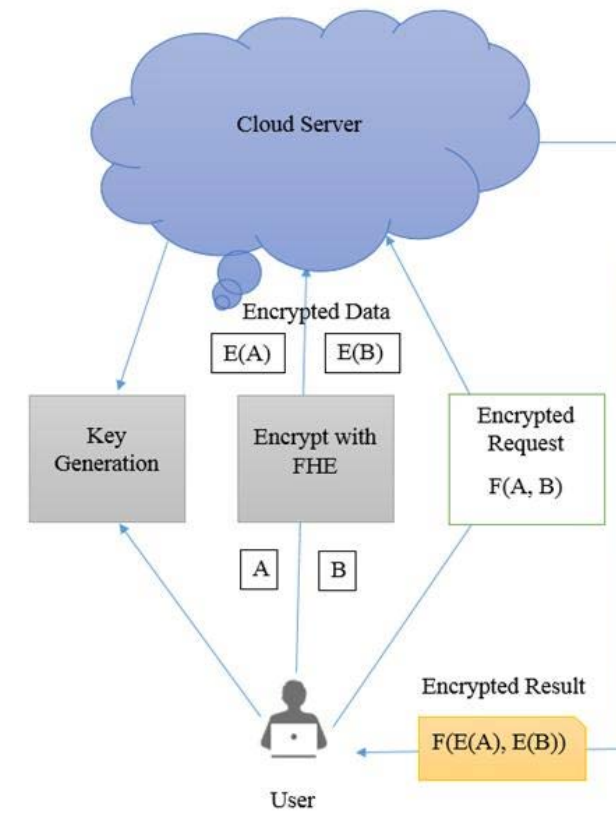 Cloud Server
Encrypted Data
E(A)
E(B)
Key
Generation
Encrypt with
FHE
Encrypted
Request
F(A, B)
A
B
Encrypted Result
F(E(A), E(B))
User